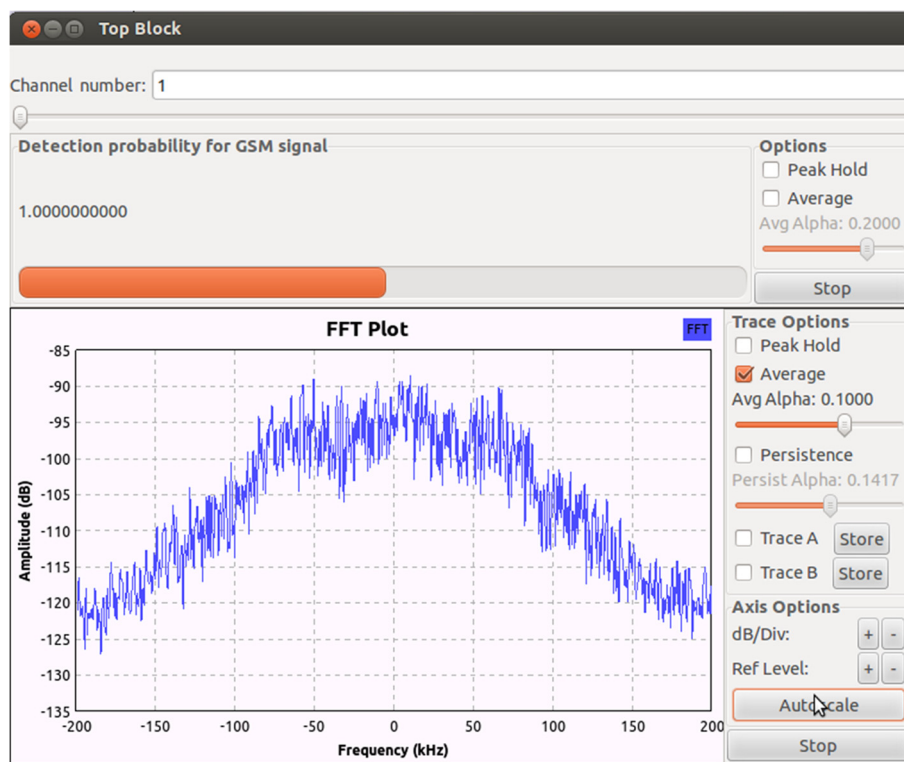 Top Block
Channel number: 1
Detection probability for GSM signal
1.0000000000
Options
Peak Hold
Average
Avg Alpha: 0.2000
Stop
FFT Plot
FFT
-85
-90
-95
-100
-105
-110
-115
-120
-125
-130
-135
Amplitude (dB)
-200
-150
-100
-50
0
50
100
150
200
Frequency (kHz)
Trace Options
Peak Hold
Average
Avg Alpha: 0.1000
Persistence
Persist Alpha: 0.1417
Trace A Store
Trace B Store
Axis Options
dB/Div: + -
Ref Level: + -
Autoscale
Stop